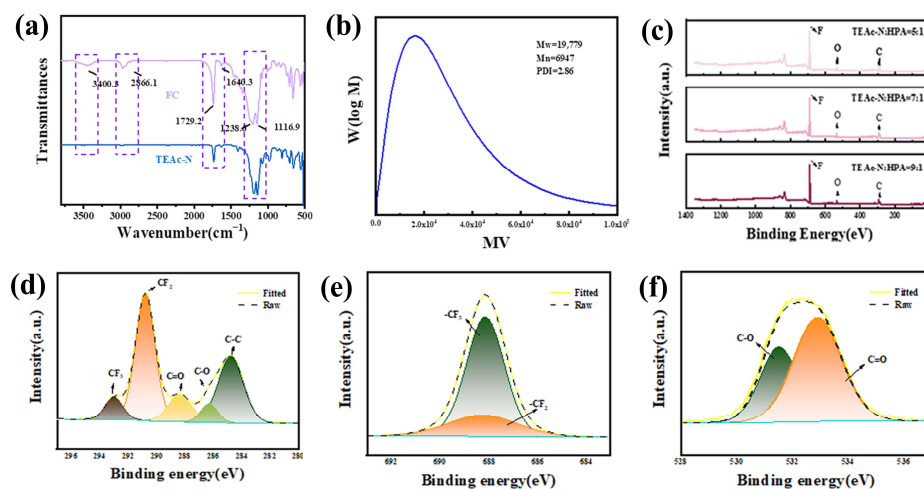 (a)
Transmittances
3400.3
2866.1
1640.3
FC
1729.2
1238.6
1116.9
TEAc-N
3500 3000 2500 2000 1500 1000 500
Wavenumber(cm⁻¹)
(b)
W(log M)
Mw=19,779
Mn=6947
PDI=2.86
0.0 2.0x10⁴ 4.0x10⁴ 6.0x10⁴ 8.0x10⁴ 1.0x10⁵
MV
(c)
Intensity(a.u.)
TEAc-N:HPA=5:1
F
O
C
TEAc-N:HPA=7:1
F
O
C
TEAc-N:HPA=9:1
F
O
C
1400 1200 1000 800 600 400 200
Binding Energy(eV)
(d)
Intensity(a.u.)
CF₂
Fitted
Raw
C-C
CF₃
C=O
C-O
296 294 292 290 288 286 284 282 280
Binding energy(eV)
(e)
Intensity(a.u.)
Fitted
Raw
-CF₃
-CF₂
692 690 688 686 684
Binding energy(eV)
(f)
Intensity(a.u.)
Fitted
Raw
C-O
C=O
528 530 532 534 536
Binding energy(eV)